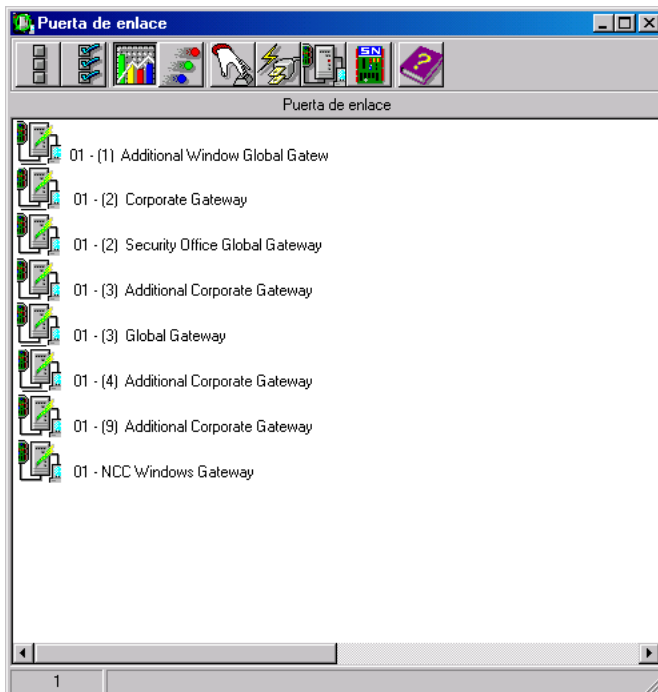 Puerta de enlace
SN
Puerta de enlace
01 - (1) Additional Window Global Gatew
01 - (2) Corporate Gateway
01 - (2) Security Office Global Gateway
01 - (3) Additional Corporate Gateway
01 - (3) Global Gateway
01 - (4) Additional Corporate Gateway
01 - (9) Additional Corporate Gateway
01 - NCC Windows Gateway
1